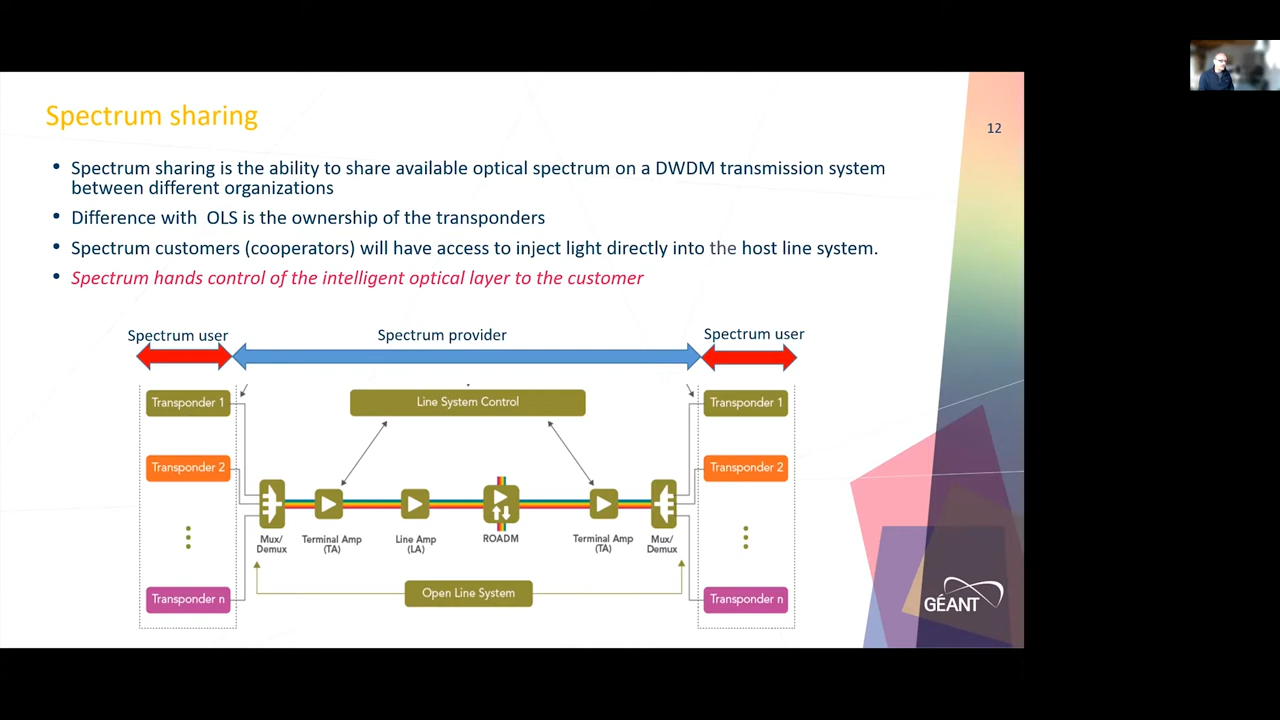 Spectrum sharing
12
• Spectrum sharing is the ability to share available optical spectrum on a DWDM transmission system
between different organizations
• Difference with OLS is the ownership of the transponders
• Spectrum customers (cooperators) will have access to inject light directly into the host line system.
• Spectrum hands control of the intelligent optical layer to the customer
Spectrum user
Spectrum provider
Spectrum user
Transponder 1
Line System Control
Transponder 1
Transponder 2
Transponder 2
Mux/
Demux
Terminal Amp
(TA)
Line Amp
(LA)
ROADM
Terminal Amp
(TA)
Mux/
Demux
Open Line System
Transponder n
Transponder n
GÉANT